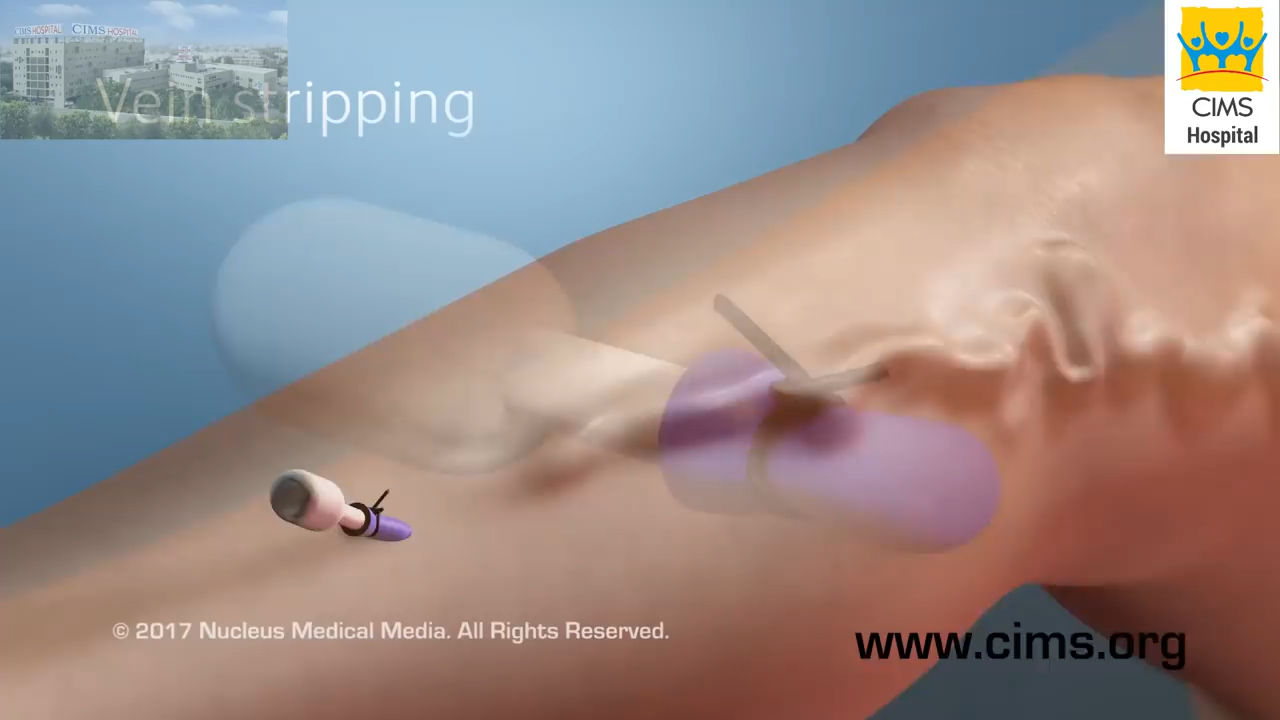 CIMS HOSPITAL CIMS HOSPITAL
Vein stripping
CIMS
Hospital
© 2017 Nucleus Medical Media. All Rights Reserved.
www.cims.org